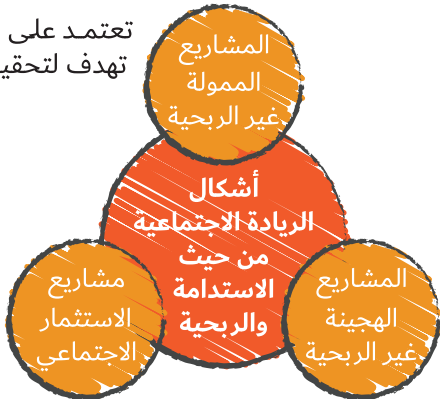 تعتمد على
تهدف لتحقيق
المشاريع
الممولة
غير الربحية
أشكال
الريادة الاجتماعية
من حيث
الاستدامة
والربحية
المشاريع
الهجينة
غير الربحية
مشاريع
الاستثمار
الاجتماعي